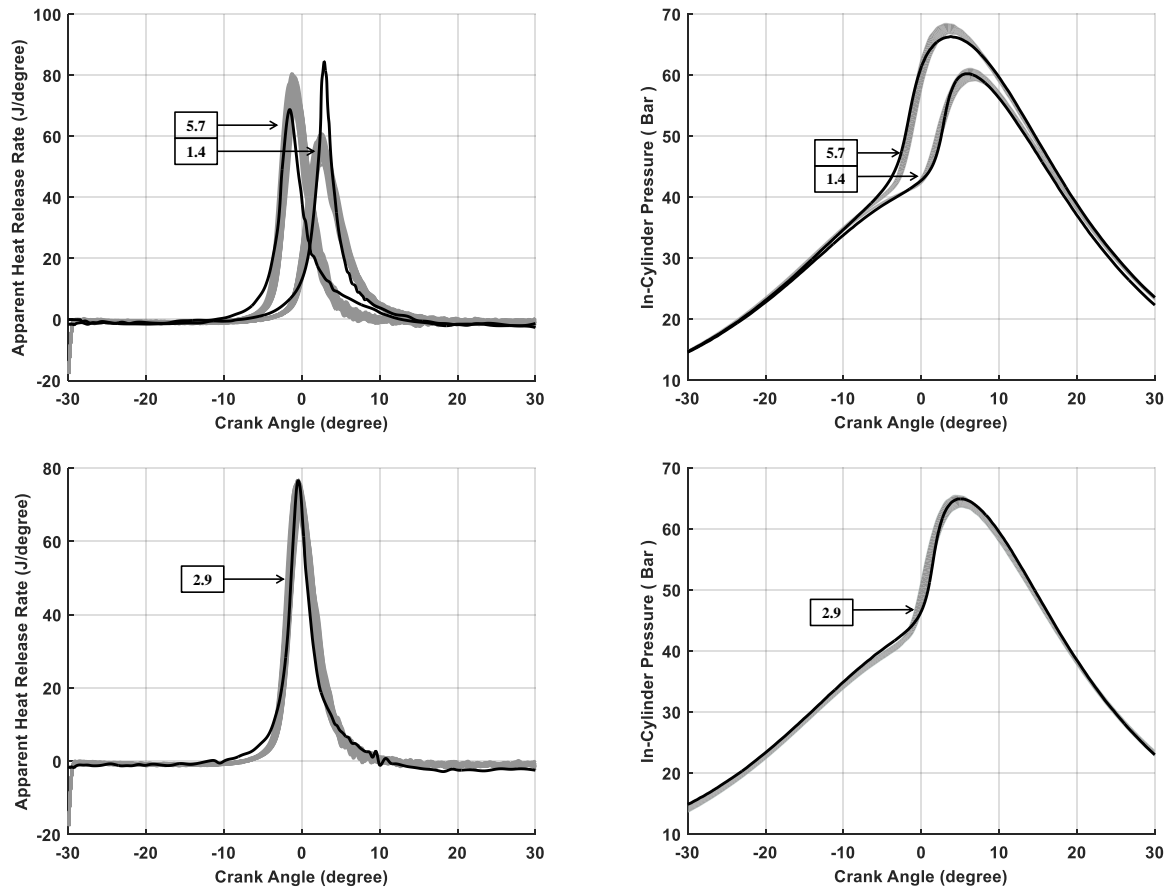 100
80
60
40
20
0
-20
Apparent Heat Release Rate (J/degree)
5.7
1.4
-30 -20 -10 0 10 20 30
Crank Angle (degree)
70
60
50
40
30
20
10
In-Cylinder Pressure ( Bar )
5.7
1.4
-30 -20 -10 0 10 20 30
Crank Angle (degree)
80
60
40
20
0
-20
Apparent Heat Release Rate (J/degree)
2.9
-30 -20 -10 0 10 20 30
Crank Angle (degree)
70
60
50
40
30
20
10
In-Cylinder Pressure ( Bar )
2.9
-30 -20 -10 0 10 20 30
Crank Angle (degree)